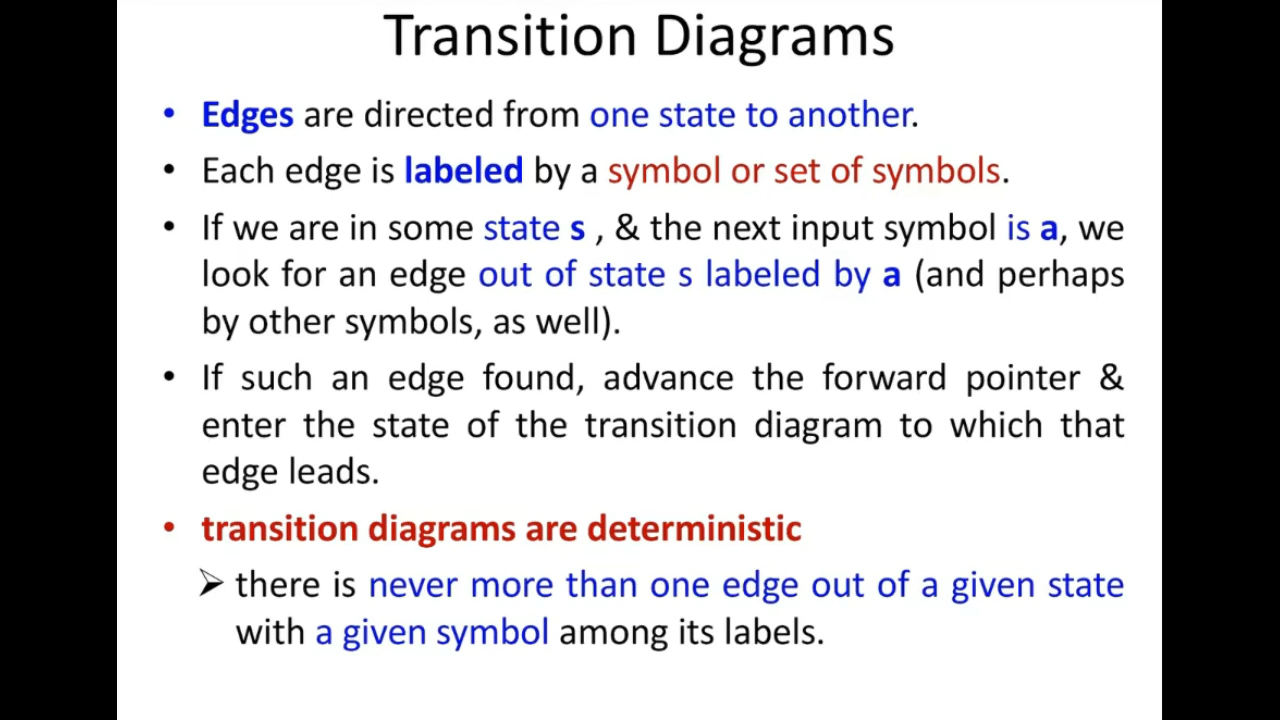 Transition Diagrams
• Edges are directed from one state to another.
• Each edge is labeled by a symbol or set of symbols.
• If we are in some state s , & the next input symbol is a, we
look for an edge out of state s labeled by a (and perhaps
by other symbols, as well).
• If such an edge found, advance the forward pointer &
enter the state of the transition diagram to which that
edge leads.
• transition diagrams are deterministic
➢ there is never more than one edge out of a given state
with a given symbol among its labels.